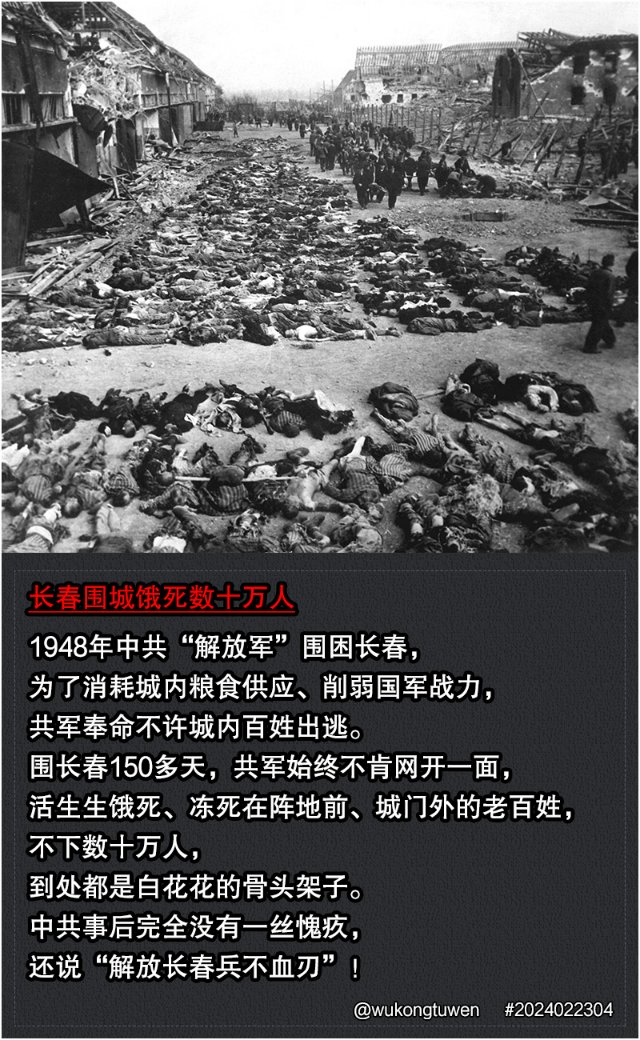 长春围城饿死数十万人
1948年中共“解放军”围困长春，
为了消耗城内粮食供应、削弱国军战力，
共军奉命不许城内百姓出逃。
围长春150多天，共军始终不肯网开一面，
活生生饿死、冻死在阵地前、城门外的老百姓，
不下数十万人，
到处都是白花花的骨头架子。
中共事后完全没有一丝愧疚，
还说“解放长春兵不血刃”！
@wukongtuwen #2024022304